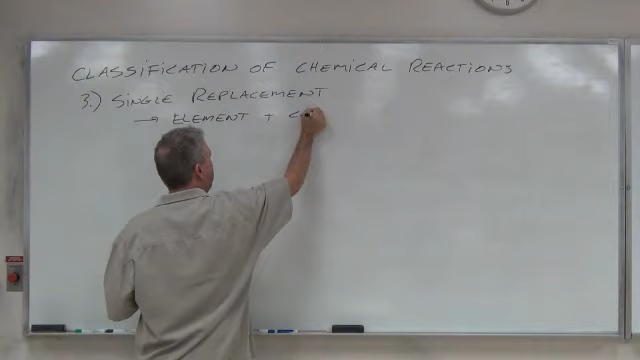 CLASSIFICATION OF CHEMICAL REACTIONS
3.) SINGLE REPLACEMENT
→ ELEMENT + C